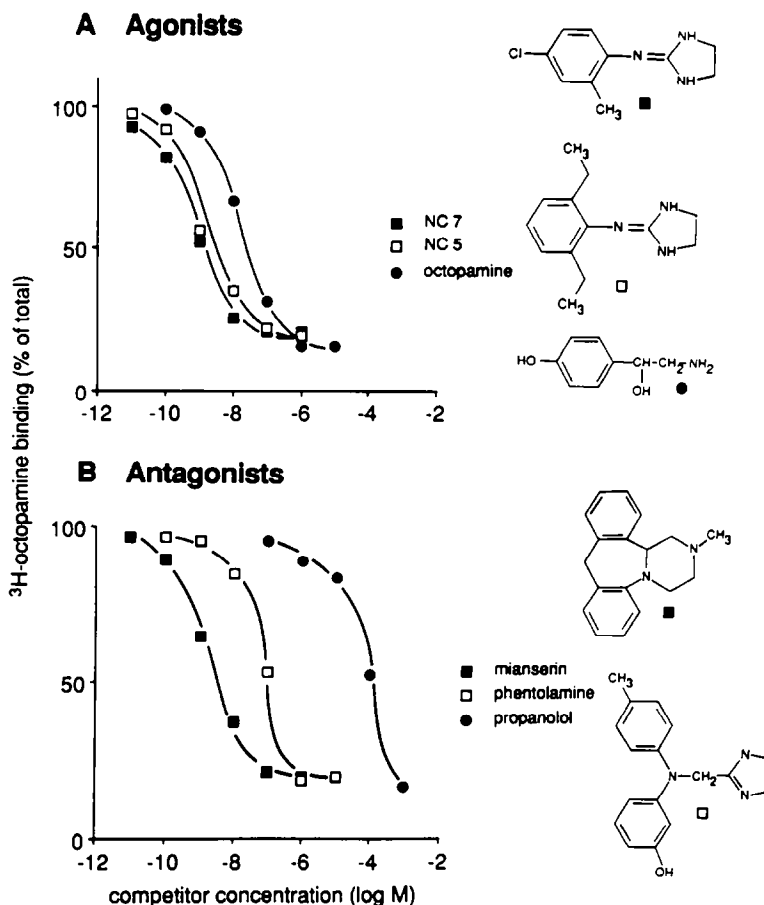 A Agonists
100
50
0
-12 -10 -8 -6 -4 -2
NC 7
NC 5
octopamine
Cl
CH3
N
NH
NH
CH3
N
NH
NH
CH3
HO
CH-CH2-NH2
OH
³H-octopamine binding (% of total)
B Antagonists
100
50
0
-12 -10 -8 -6 -4 -2
competitor concentration (log M)
mianserin
phentolamine
propanolol
N
CH3
N
CH3
N-CH2
N
N
OH